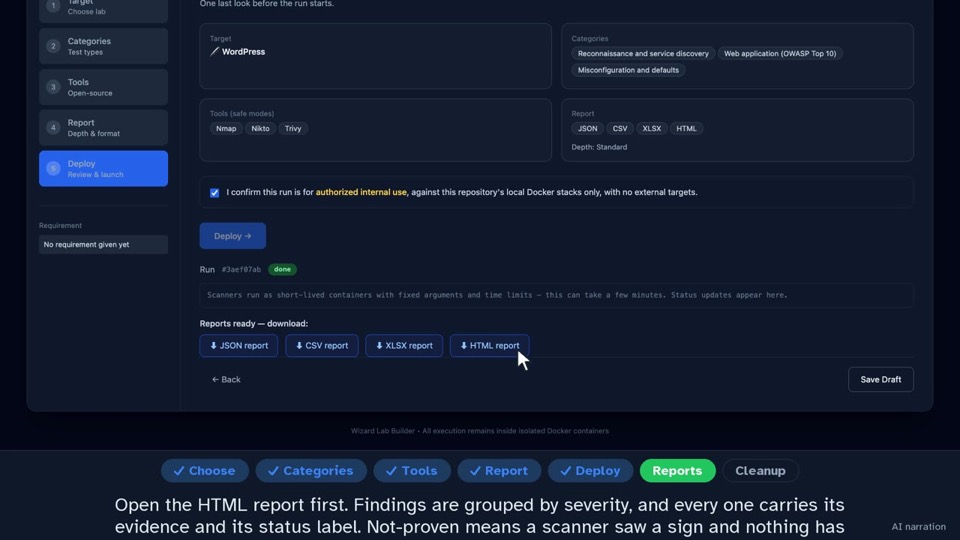 1 Target
Choose lab
One last look before the run starts.
2 Categories
Test types
3 Tools
Open-source
4 Report
Depth & format
5 Deploy
Review & launch
Requirement
No requirement given yet
Target
WordPress
Categories
Reconnaissance and service discovery Web application (OWASP Top 10)
Misconfiguration and defaults
Tools (safe modes)
Nmap Nikto Trivy
Report
JSON CSV XLSX HTML
Depth: Standard
I confirm this run is for authorized internal use, against this repository's local Docker stacks only, with no external targets.
Deploy →
Run #3aef07ab done
Scanners run as short-lived containers with fixed arguments and time limits — this can take a few minutes. Status updates appear here.
Reports ready — download:
⬇ JSON report ⬇ CSV report ⬇ XLSX report ⬇ HTML report
← Back
Save Draft
Wizard Lab Builder • All execution remains inside isolated Docker containers
✓ Choose ✓ Categories ✓ Tools ✓ Report ✓ Deploy Reports Cleanup
Open the HTML report first. Findings are grouped by severity, and every one carries its
evidence and its status label. Not-proven means a scanner saw a sign and nothing has
AI narration